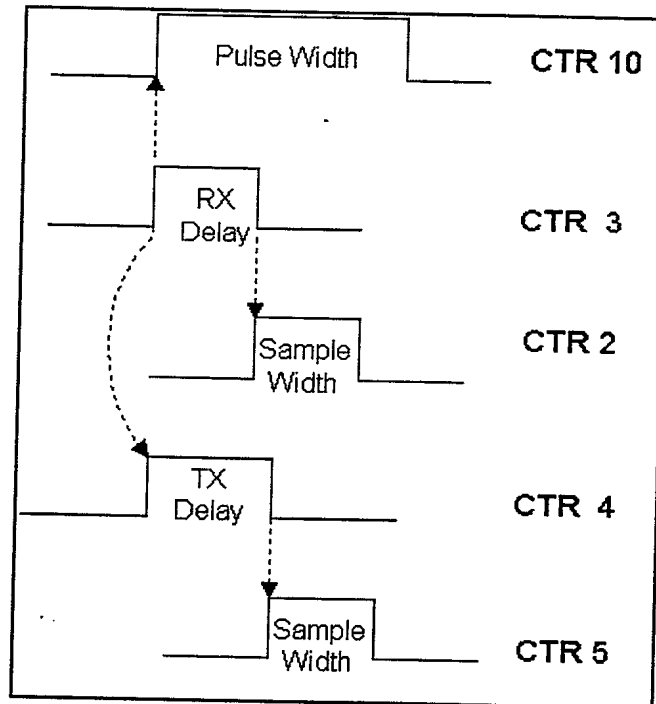 Pulse Width
CTR 10
RX
Delay
CTR 3
Sample
Width
CTR 2
TX
Delay
CTR 4
Sample
Width
CTR 5